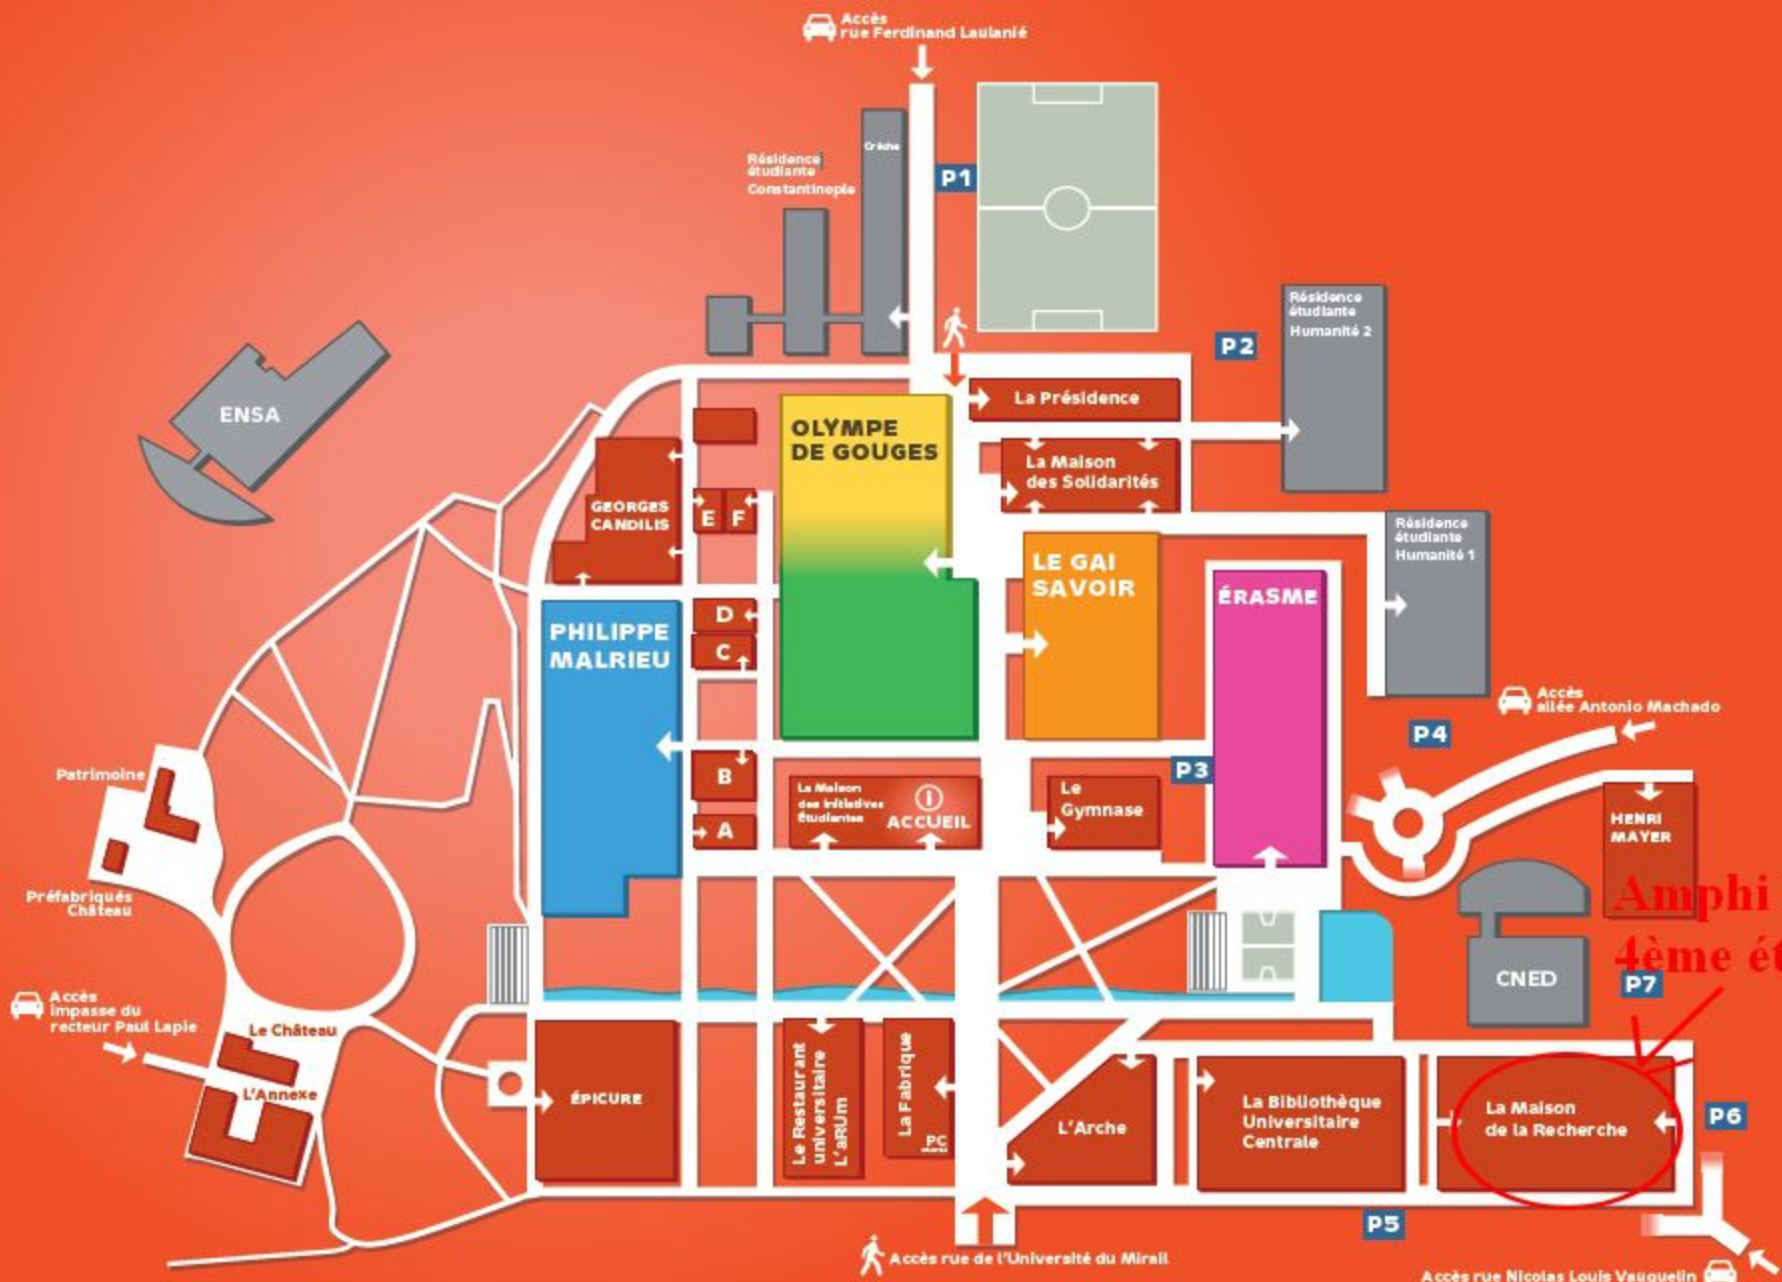 Accès
rue Ferdinand Laulanié
Crèche
Résidence
étudiante
Constantinople
P1
Résidence
étudiante
Humanité 2
P2
ENSA
La Présidence
OLYMPE
DE GOUGES
La Maison
des Solidarités
GEORGES
CANDILIS
E F
Résidence
étudiante
Humanité 1
LE GAI
SAVOIR
ÉRASME
D
PHILIPPE
MALRIEU
C
Accès
allée Antonio Machado
P4
Patrimoine
B
P3
La Maison
des Initiatives
Étudiantes
ACCUEIL
Le
Gymnase
A
HENRI
MAYER
Préfabriqués
Château
Amphi
4ème ét
CNED
P7
Accès
impasse du
recteur Paul Lapie
Le Château
L'Annexe
ÉPICURE
Le Restaurant
universitaire
L'aRUm
La Fabrique
PC
L'Arche
La Bibliothèque
Universitaire
Centrale
La Maison
de la Recherche
P6
P5
Accès rue de l'Université du Mirail
Accès rue Nicolas Louis Vauquelin